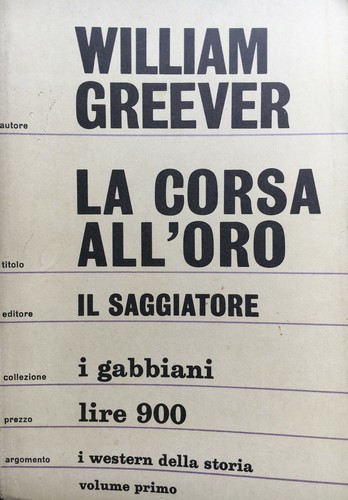 WILLIAM
autore GREEVER
LA CORSA
titolo ALL'ORO
editore IL SAGGIATORE
collezione i gabbiani
prezzo lire 900
argomento i western della storia
volume primo